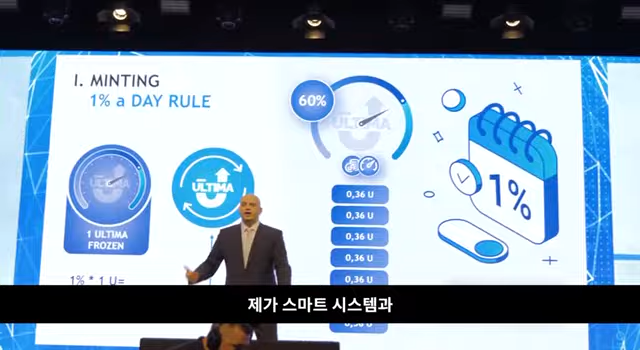 I. MINTING
1% a DAY RULE
60%
ULTIMA
ULTIMA
ULTIMA
1%
1 ULTIMA
FROZEN
1% * 1 U=
0,36 U
0,36 U
0,36 U
0,36 U
0,36 U
0,36 U
제가 스마트 시스템과